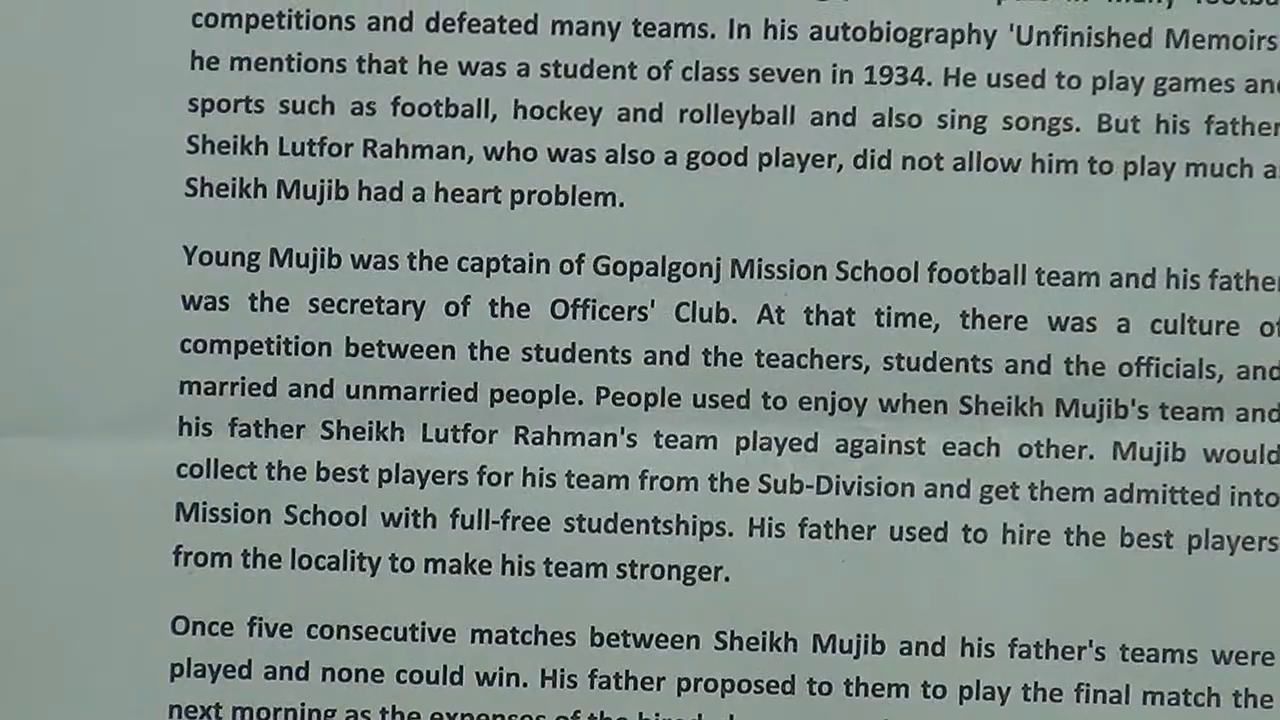 competitions and defeated many teams. In his autobiography 'Unfinished Memoirs
he mentions that he was a student of class seven in 1934. He used to play games and
sports such as football, hockey and rolleyball and also sing songs. But his father
Sheikh Lutfor Rahman, who was also a good player, did not allow him to play much a
Sheikh Mujib had a heart problem.
Young Mujib was the captain of Gopalgonj Mission School football team and his father
was the secretary of the Officers' Club. At that time, there was a culture of
competition between the students and the teachers, students and the officials, and
married and unmarried people. People used to enjoy when Sheikh Mujib's team and
his father Sheikh Lutfor Rahman's team played against each other. Mujib would
collect the best players for his team from the Sub-Division and get them admitted into
Mission School with full-free studentships. His father used to hire the best players
from the locality to make his team stronger.
Once five consecutive matches between Sheikh Mujib and his father's teams were
played and none could win. His father proposed to them to play the final match the
next morning as the expenses of the hired